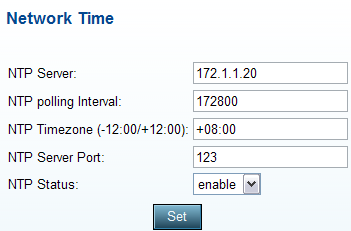 Network Time
NTP Server: 172.1.1.20
NTP polling Interval: 172800
NTP Timezone (-12:00/+12:00): +08:00
NTP Server Port: 123
NTP Status: enable
Set